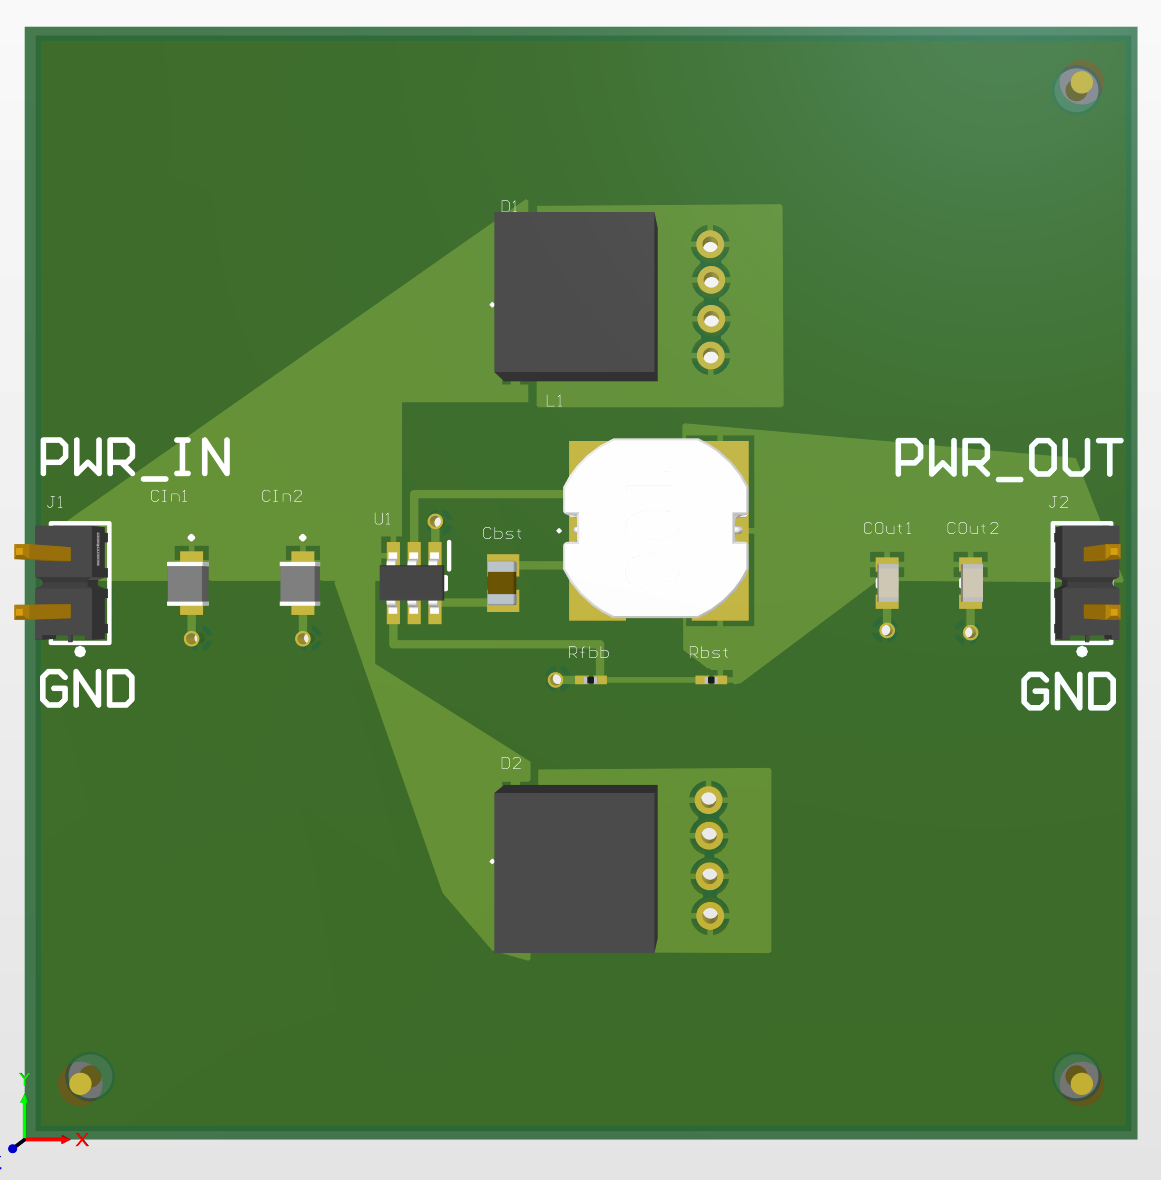 D1
L1
PWR_IN
PWR_OUT
J1
CIn1
CIn2
U1
Cbst
COut1
COut2
J2
Rfbb
Rbst
GND
GND
D2
Y
X